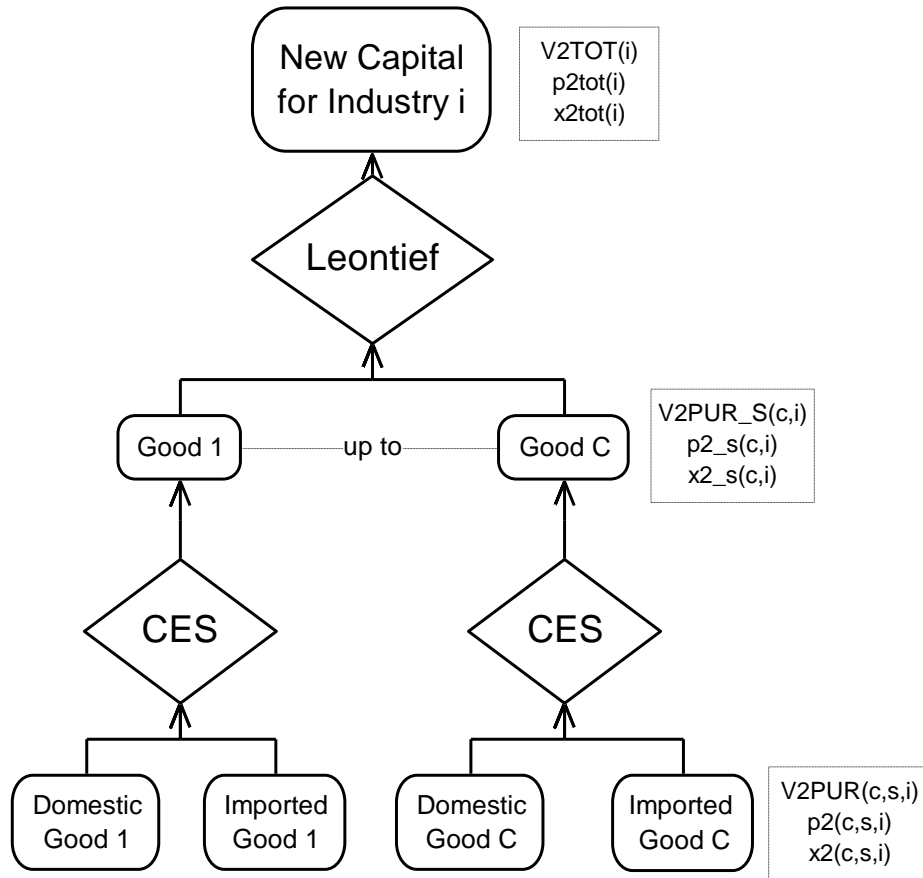 New Capital
for Industry i
V2TOT(i)
p2tot(i)
x2tot(i)
Leontief
Good 1
up to
Good C
V2PUR_S(c,i)
p2_s(c,i)
x2_s(c,i)
CES
CES
Domestic
Good 1
Imported
Good 1
Domestic
Good C
Imported
Good C
V2PUR(c,s,i)
p2(c,s,i)
x2(c,s,i)